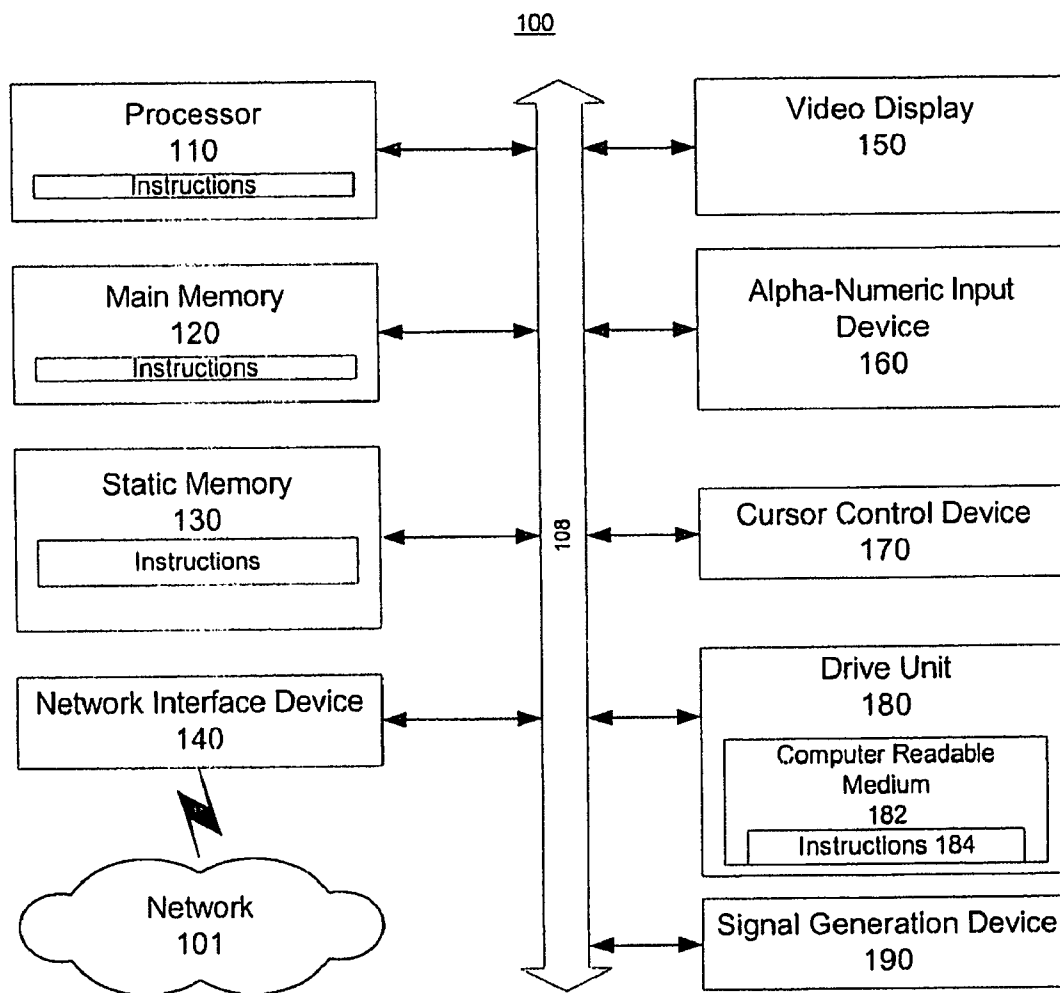 100
Processor
110
Instructions
Main Memory
120
Instructions
Static Memory
130
Instructions
Network Interface Device
140
Network
101
108
Video Display
150
Alpha-Numeric Input
Device
160
Cursor Control Device
170
Drive Unit
180
Computer Readable
Medium
182
Instructions 184
Signal Generation Device
190